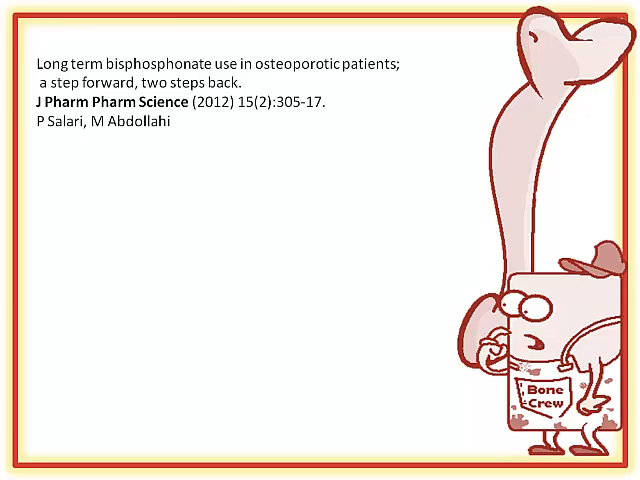 Long term bisphosphonate use in osteoporotic patients;
a step forward, two steps back.
J Pharm Pharm Science (2012) 15(2):305-17.
P Salari, M Abdollahi
Bone
Crew